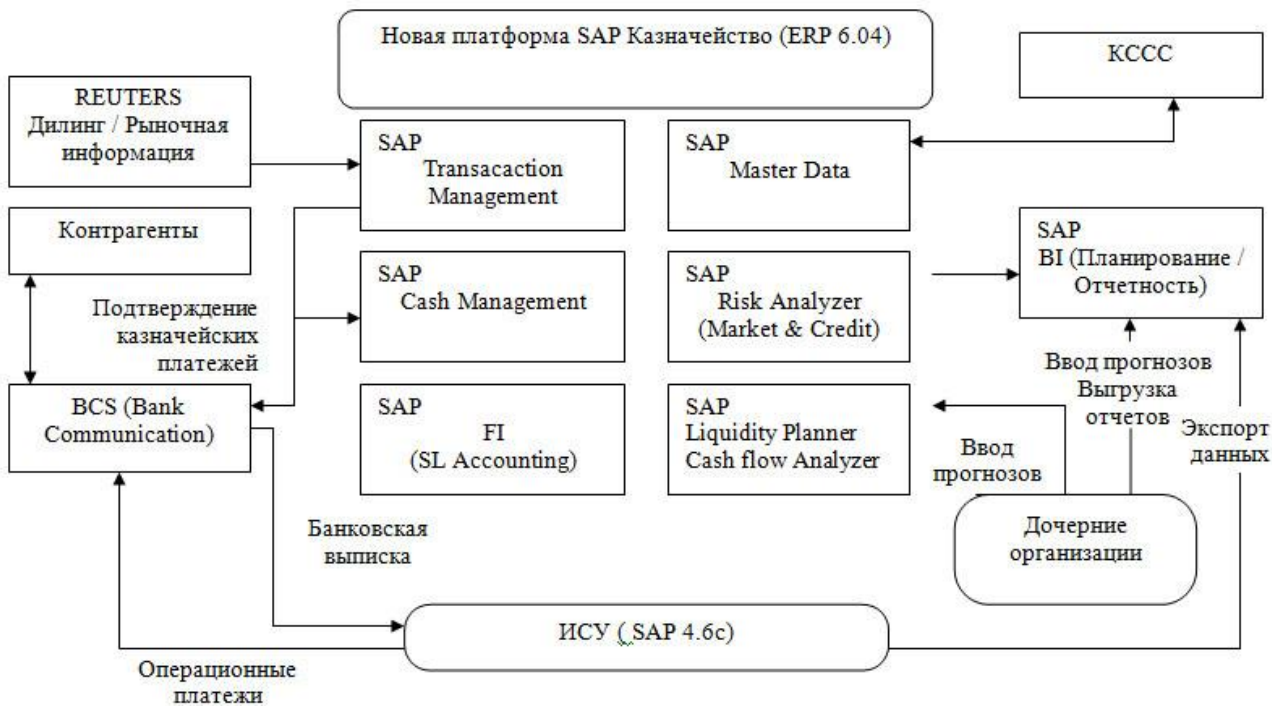 Новая платформа SAP Казначейство (ERP 6.04)
КССС
REUTERS
Дилинг / Рыночная
информация
SAP
Transacaction
Management
SAP
Master Data
Контрагенты
SAP
BI (Планирование /
Отчетность)
SAP
Cash Management
SAP
Risk Analyzer
(Market & Credit)
Подтверждение
казначейских
платежей
Ввод прогнозов
Выгрузка
отчетов
BCS (Bank
Communication)
SAP
FI
(SL Accounting)
SAP
Liquidity Planner
Cash flow Analyzer
Ввод
прогнозов
Экспорт
данных
Банковская
выписка
Дочерние
организации
ИСУ ( SAP 4.6c)
Операционные
платежи